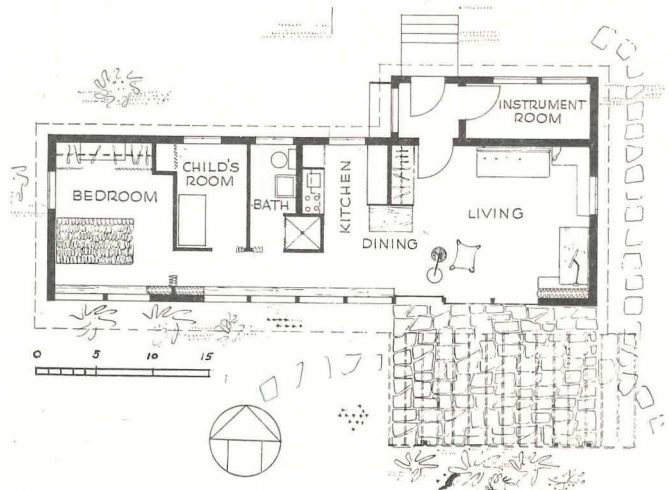 INSTRUMENT
ROOM
CHILD'S
ROOM
BEDROOM
BATH
KITCHEN
LIVING
DINING
0 5 10 15